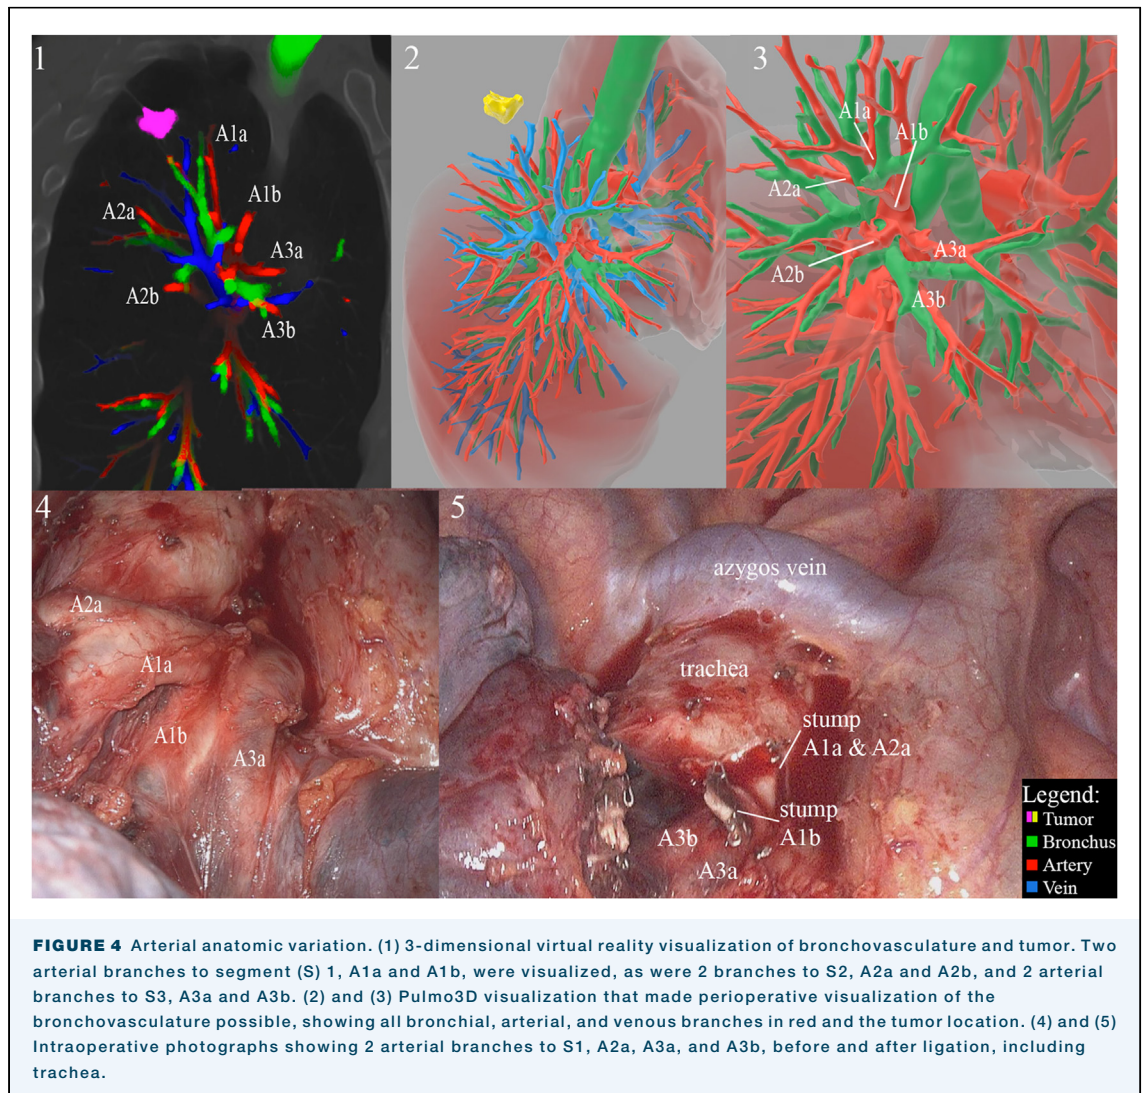 1
A1a
A1b
A2a
A3a
A2b
A3b
2
3
A1a
A1b
A2a
A3a
A2b
A3b
4
A2a
A1a
A1b
A3a
5
azygos vein
trachea
stump
A1a & A2a
stump
A1b
A3b
A3a
Legend:
Tumor
Bronchus
Artery
Vein
FIGURE 4 Arterial anatomic variation. (1) 3-dimensional virtual reality visualization of bronchovasculature and tumor. Two
arterial branches to segment (S) 1, A1a and A1b, were visualized, as were 2 branches to S2, A2a and A2b, and 2 arterial
branches to S3, A3a and A3b. (2) and (3) Pulmo3D visualization that made perioperative visualization of the
bronchovasculature possible, showing all bronchial, arterial, and venous branches in red and the tumor location. (4) and (5)
Intraoperative photographs showing 2 arterial branches to S1, A2a, A3a, and A3b, before and after ligation, including
trachea.